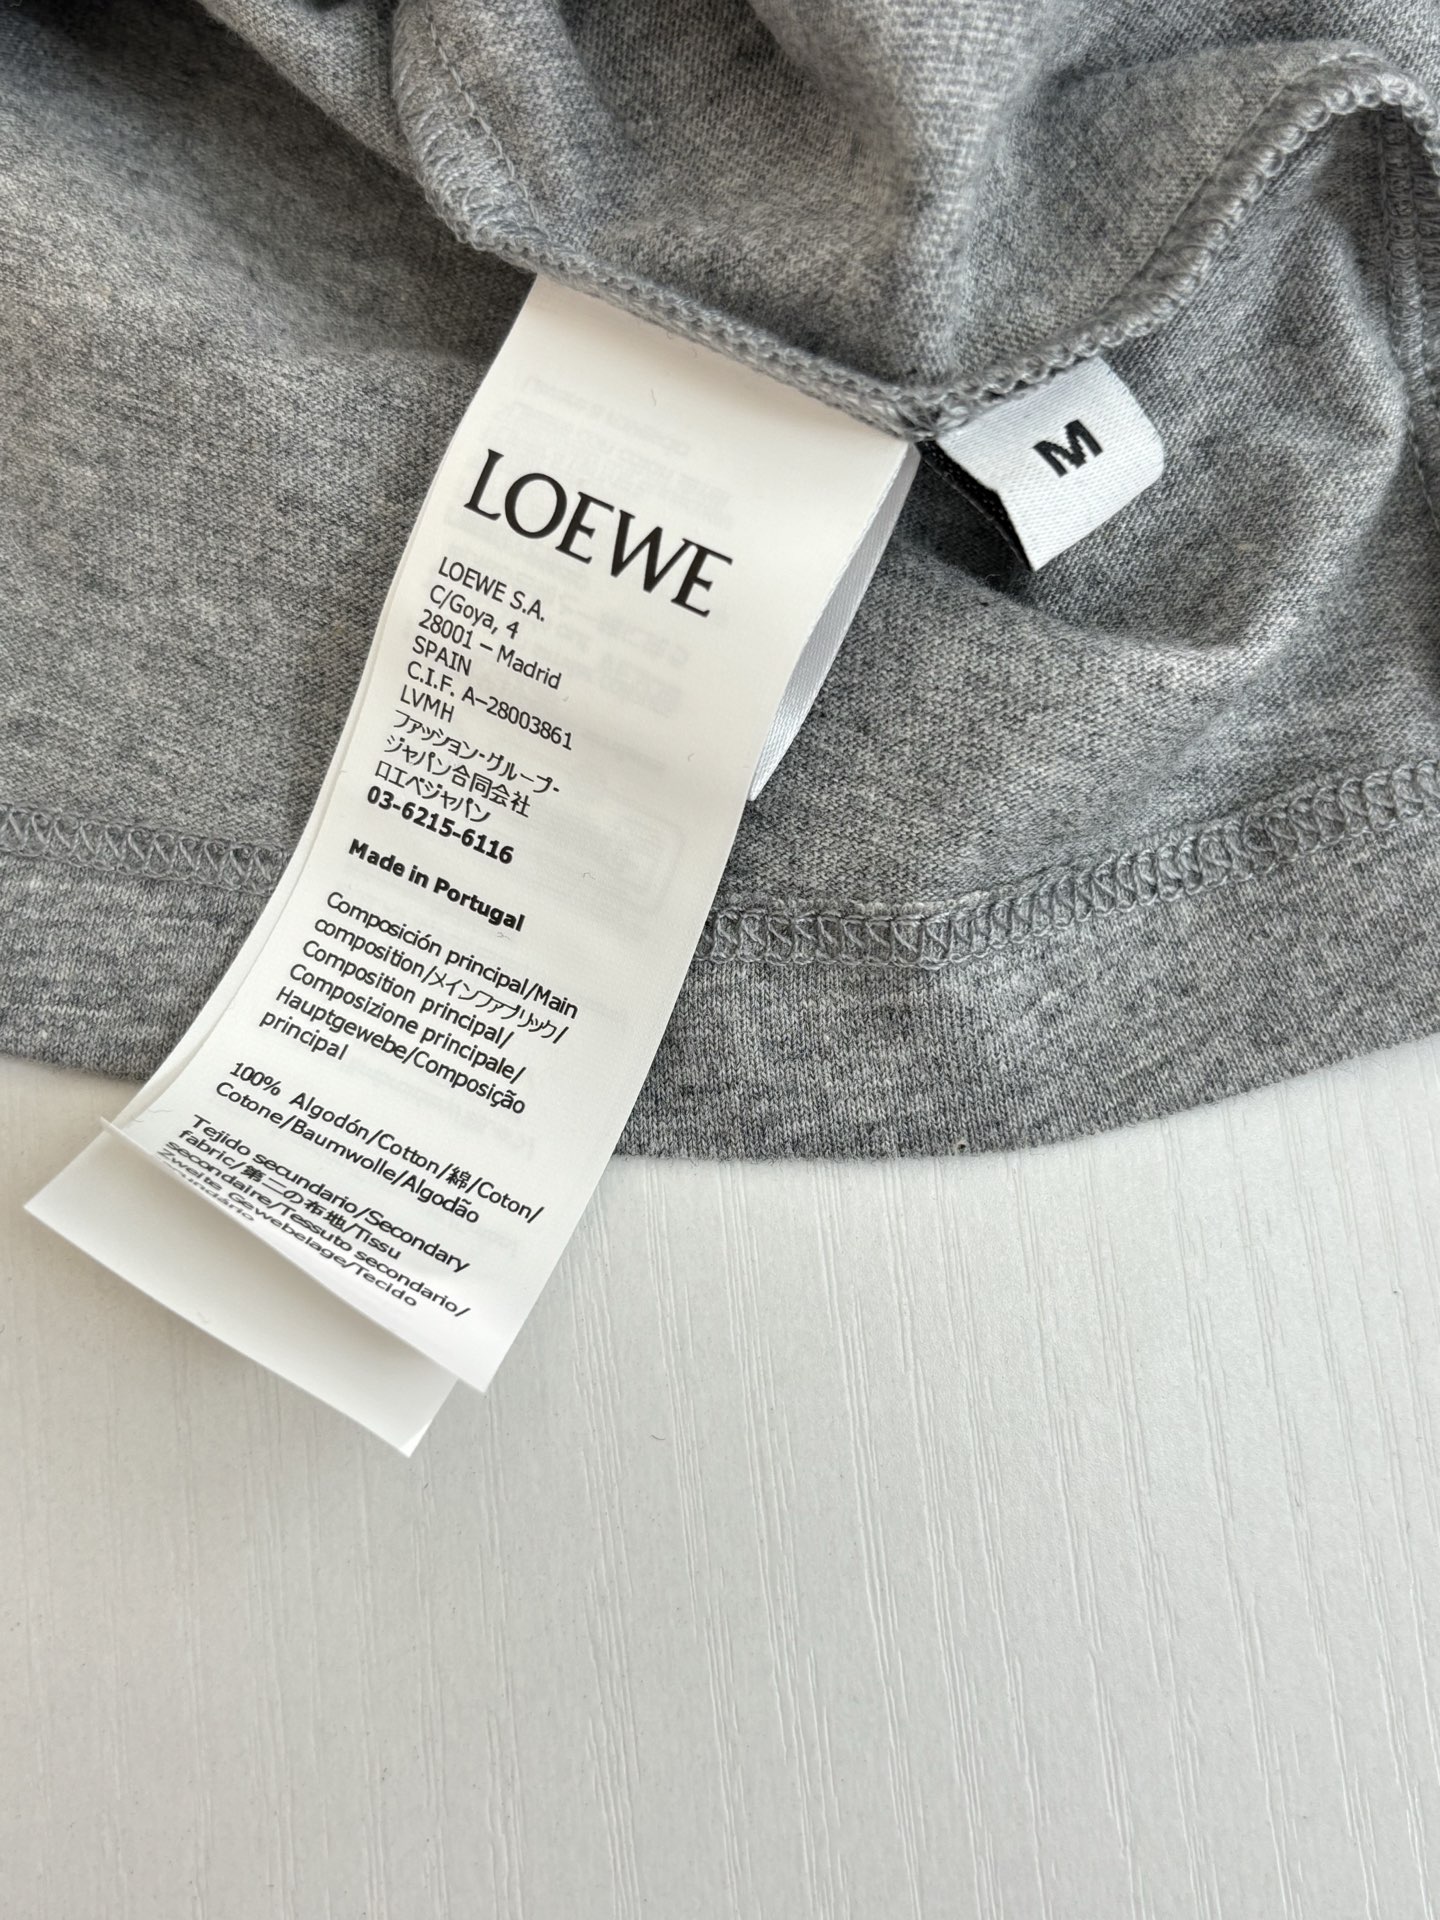 LOEWE
LOEWE S.A.
C/Goya, 4
28001 – Madrid
SPAIN
C.I.F. A–28003861
LVMH
ファッション・グループ・
ジャパン合同会社
ロエベジャパン
03-6215-6116
Made in Portugal
Composición principal/Main
composition/メインファブリック/
Composition principal/
Composizione principale/
Hauptgewebe/Composição
principal
100% Algodón/Cotton/綿/Coton/
Cotone/Baumwolle/Algodão
Tejido secundario/Secondary
fabric/第二の布地/Tissu
secondaire/Tessuto secondario/
Zweite Gewebelage/Tecido
secundário
M